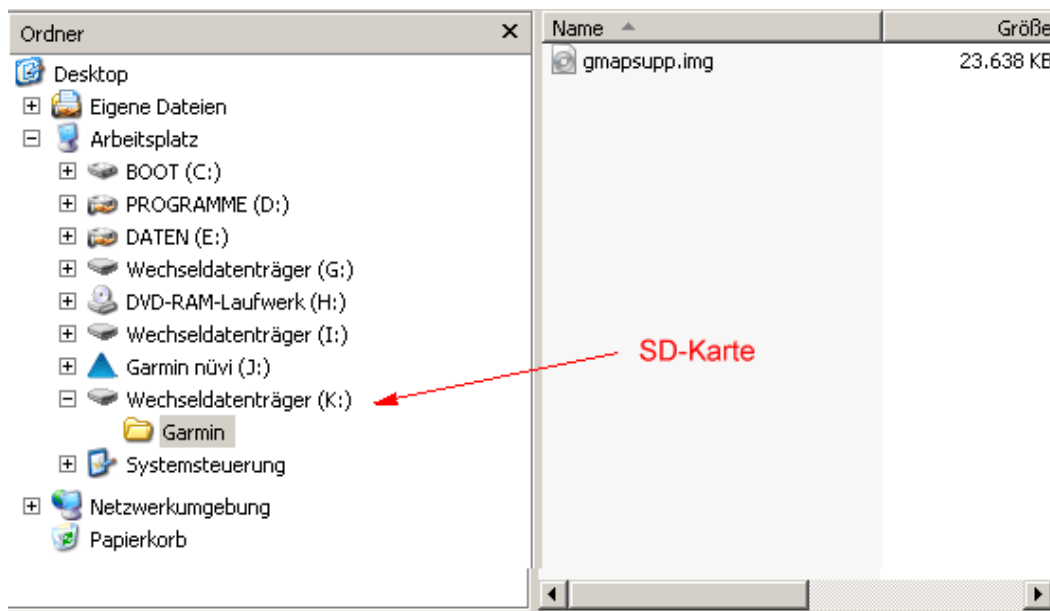 Ordner
Desktop
Eigene Dateien
Arbeitsplatz
BOOT (C:)
PROGRAMME (D:)
DATEN (E:)
Wechseldatenträger (G:)
DVD-RAM-Laufwerk (H:)
Wechseldatenträger (I:)
Garmin nüvi (J:)
Wechseldatenträger (K:)
Garmin
Systemsteuerung
Netzwerkumgebung
Papierkorb
Name Größe
gmapsupp.img 23.638 KB
SD-Karte